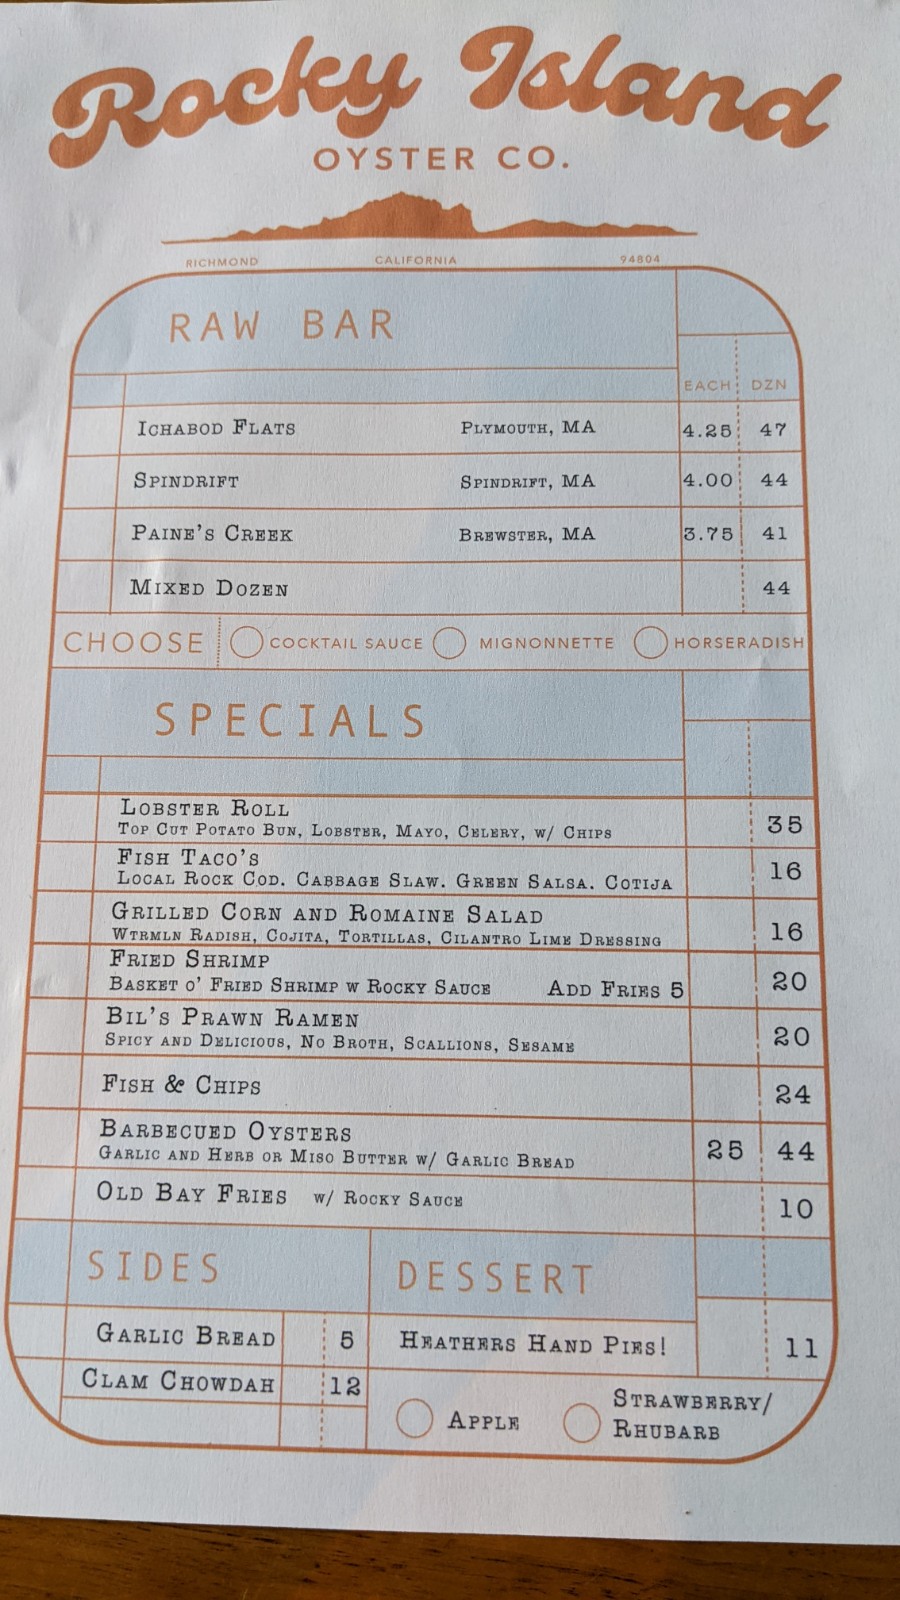 Rocky Island
OYSTER CO.
RICHMOND CALIFORNIA 94804
RAW BAR
EACH DZN
ICHABOD FLATS PLYMOUTH, MA 4.25 47
SPINDRIFT SPINDRIFT, MA 4.00 44
PAINE'S CREEK BREWSTER, MA 3.75 41
MIXED DOZEN 44
CHOOSE COCKTAIL SAUCE MIGNONNETTE HORSERADISH
SPECIALS
LOBSTER ROLL
TOP CUT POTATO BUN, LOBSTER, MAYO, CELERY, W/ CHIPS 35
FISH TACO'S
LOCAL ROCK COD. CABBAGE SLAW. GREEN SALSA. COTIJA 16
GRILLED CORN AND ROMAINE SALAD
WTRMLN RADISH, COJITA, TORTILLAS, CILANTRO LIME DRESSING 16
FRIED SHRIMP
BASKET O' FRIED SHRIMP W ROCKY SAUCE ADD FRIES 5 20
BIL'S PRAWN RAMEN
SPICY AND DELICIOUS, NO BROTH, SCALLIONS, SESAME 20
FISH & CHIPS 24
BARBECUED OYSTERS
GARLIC AND HERB OR MISO BUTTER W/ GARLIC BREAD 25 44
OLD BAY FRIES W/ ROCKY SAUCE 10
SIDES
GARLIC BREAD 5
CLAM CHOWDAH 12
DESSERT
HEATHERS HAND PIES! 11
APPLE STRAWBERRY/
RHUBARB